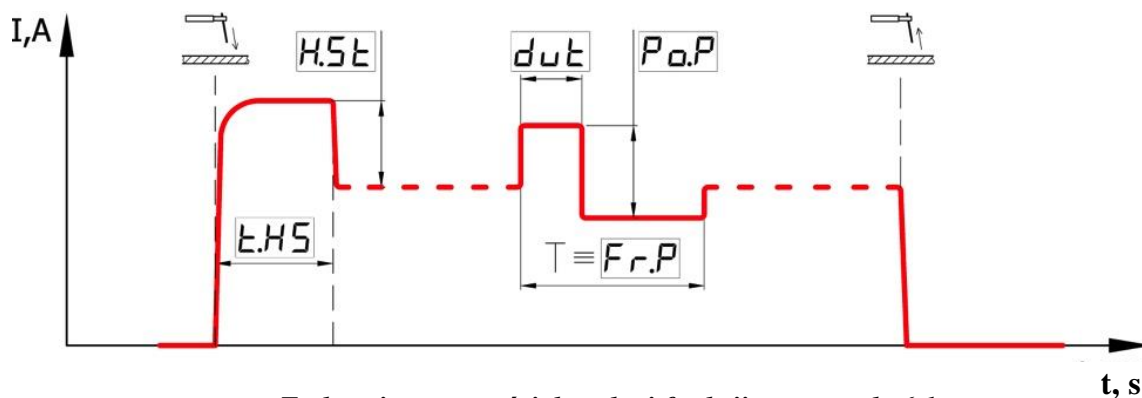 I,A
H.St
dut
Po.P
t.HS
T ≡ Fr.P
t, s